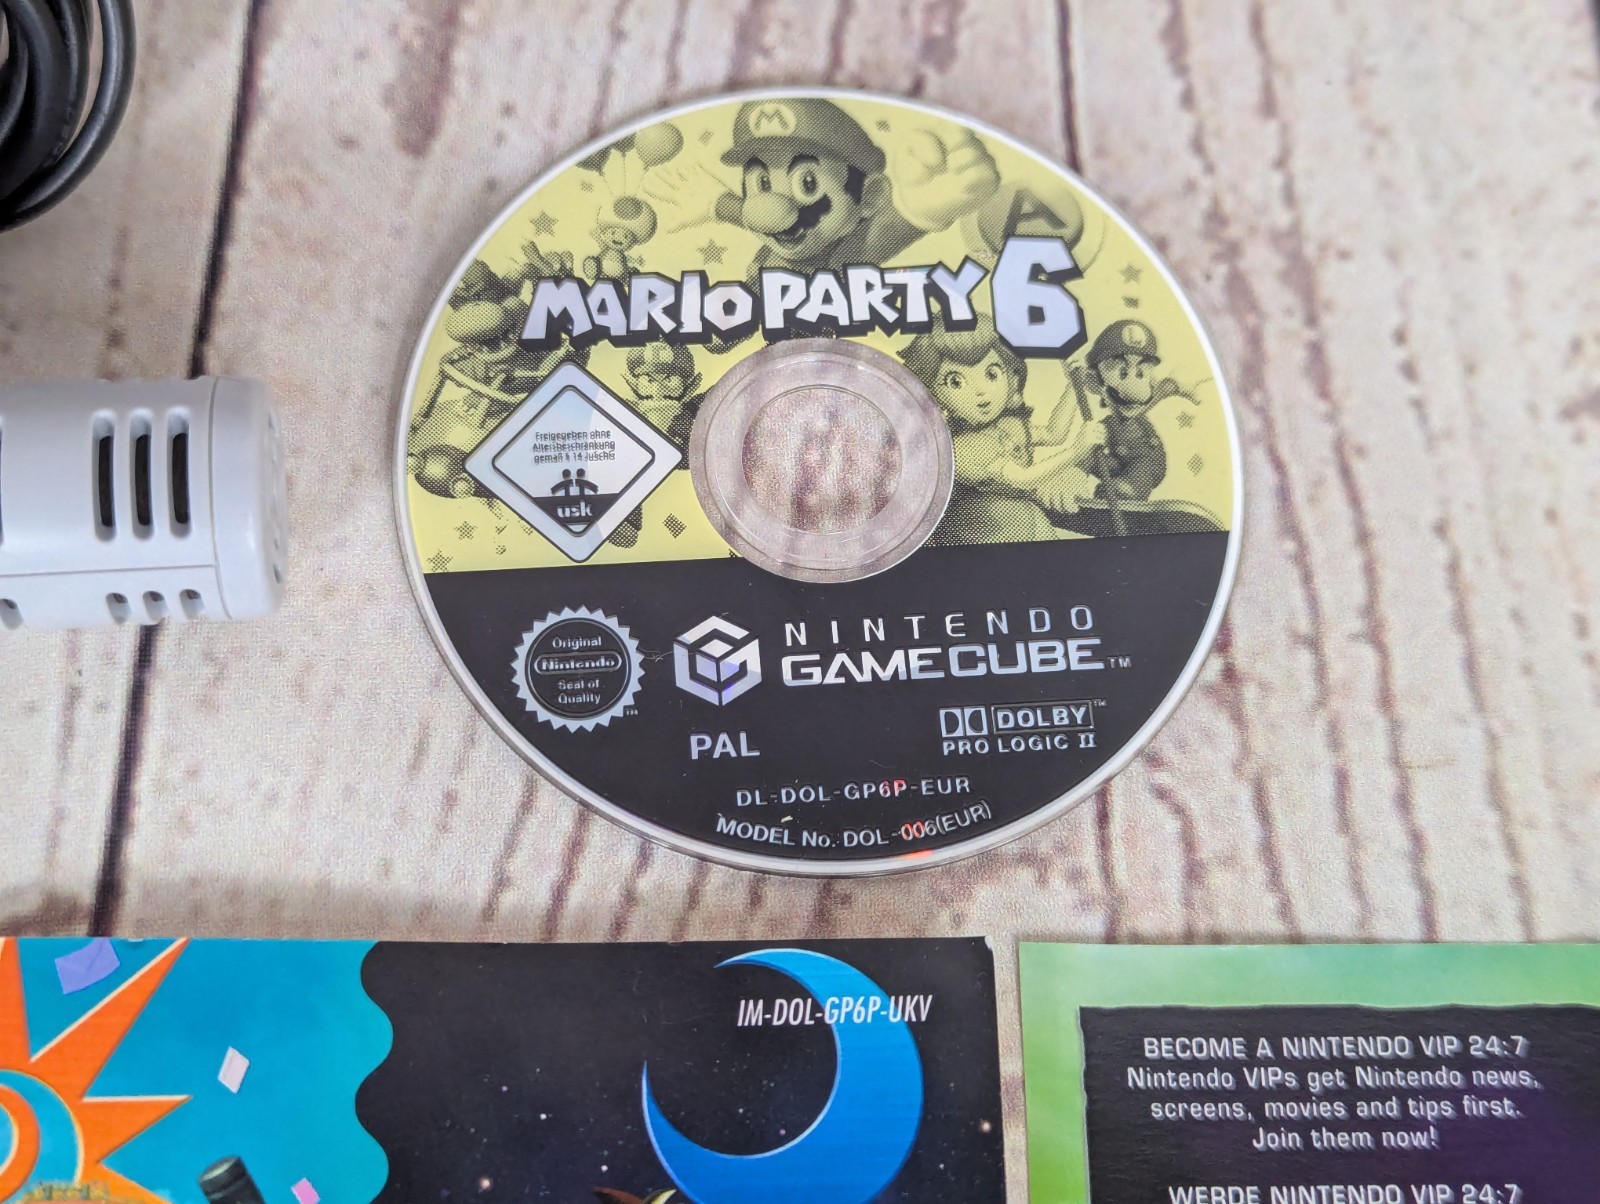 M
A
MARIO PARTY 6
L
Freigegeben ohne
Altersbeschränkung
gemäß § 14 JuSchG
usk
Original
Nintendo
Seal of
Quality
TM
NINTENDO
GAMECUBE TM
PAL
DOLBY TM
PRO LOGIC II
DL-DOL-GP6P-EUR
MODEL No. DOL-006(EUR)
IM-DOL-GP6P-UKV
BECOME A NINTENDO VIP 24:7
Nintendo VIPs get Nintendo news,
screens, movies and tips first.
Join them now!
WERDE NINTENDO VIP 24:7